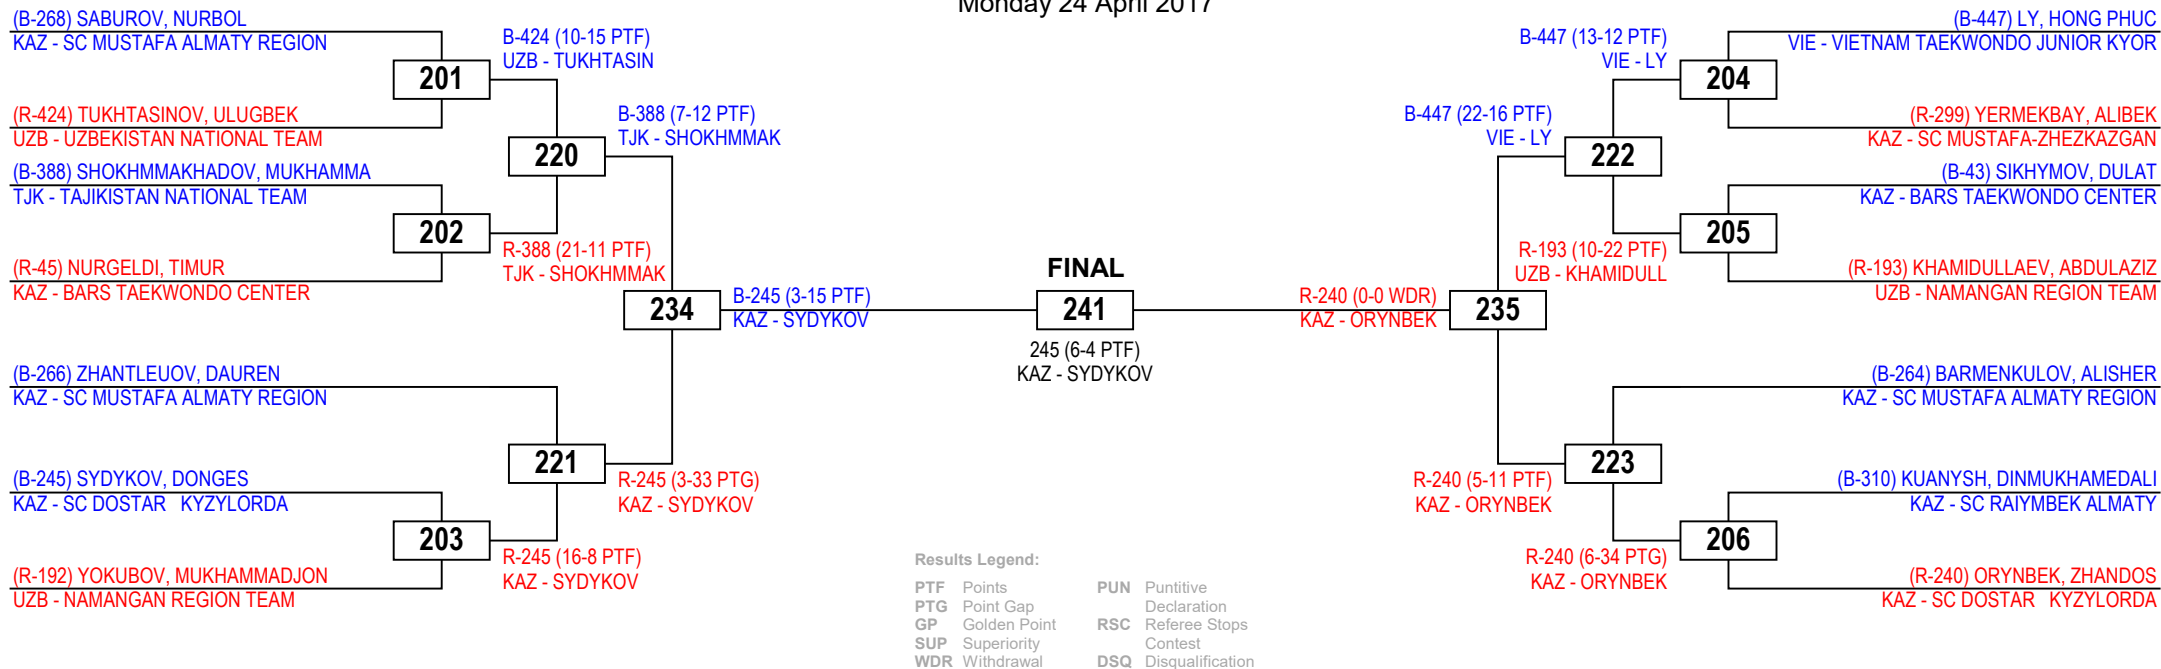 Monday 24 April 2017
(B-268) SABUROV, NURBOL
KAZ - SC MUSTAFA ALMATY REGION
B-424 (10-15 PTF)
UZB - TUKHTASIN
201
(R-424) TUKHTASINOV, ULUGBEK
UZB - UZBEKISTAN NATIONAL TEAM
B-388 (7-12 PTF)
TJK - SHOKHMMAK
220
(B-388) SHOKHMMAKHADOV, MUKHAMMA
TJK - TAJIKISTAN NATIONAL TEAM
202
R-388 (21-11 PTF)
TJK - SHOKHMMAK
(R-45) NURGELDI, TIMUR
KAZ - BARS TAEKWONDO CENTER
234
B-245 (3-15 PTF)
KAZ - SYDYKOV
(B-266) ZHANTLEUOV, DAUREN
KAZ - SC MUSTAFA ALMATY REGION
221
R-245 (3-33 PTG)
KAZ - SYDYKOV
(B-245) SYDYKOV, DONGES
KAZ - SC DOSTAR   KYZYLORDA
203
R-245 (16-8 PTF)
KAZ - SYDYKOV
(R-192) YOKUBOV, MUKHAMMADJON
UZB - NAMANGAN REGION TEAM
FINAL
241
245 (6-4 PTF)
KAZ - SYDYKOV
(B-447) LY, HONG PHUC
VIE - VIETNAM TAEKWONDO JUNIOR KYOR
B-447 (13-12 PTF)
VIE - LY
204
(R-299) YERMEKBAY, ALIBEK
KAZ - SC MUSTAFA-ZHEZKAZGAN
B-447 (22-16 PTF)
VIE - LY
222
(B-43) SIKHYMOV, DULAT
KAZ - BARS TAEKWONDO CENTER
205
R-193 (10-22 PTF)
UZB - KHAMIDULL
(R-193) KHAMIDULLAEV, ABDULAZIZ
UZB - NAMANGAN REGION TEAM
R-240 (0-0 WDR)
KAZ - ORYNBEK
235
(B-264) BARMENKULOV, ALISHER
KAZ - SC MUSTAFA ALMATY REGION
223
R-240 (5-11 PTF)
KAZ - ORYNBEK
(B-310) KUANYSH, DINMUKHAMEDALI
KAZ - SC RAIYMBEK ALMATY
206
R-240 (6-34 PTG)
KAZ - ORYNBEK
(R-240) ORYNBEK, ZHANDOS
KAZ - SC DOSTAR   KYZYLORDA
Results Legend:
PTF Points
PTG Point Gap
GP Golden Point
SUP Superiority
WDR Withdrawal
PUN Puntitive
Declaration
RSC Referee Stops
Contest
DSQ Disqualification